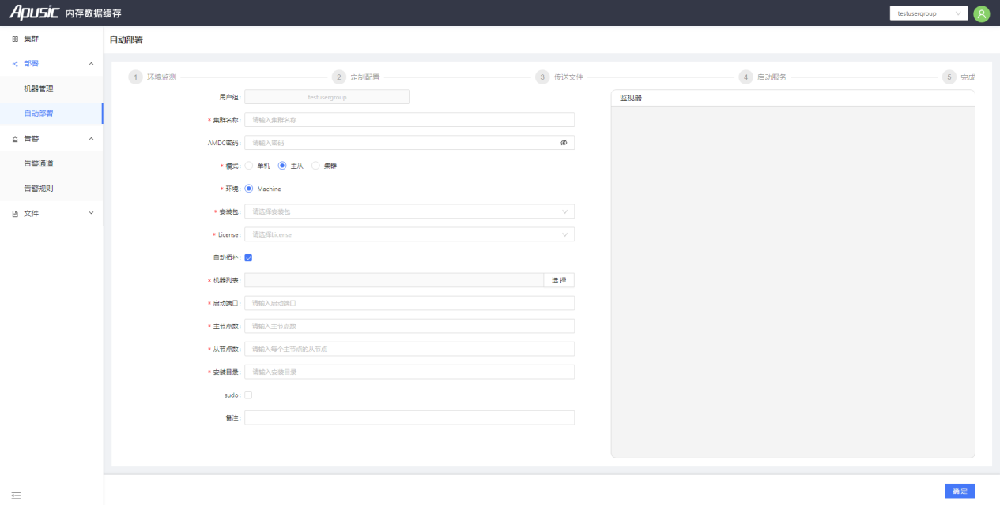 Apusic 内存数据缓存
testusergroup
集群
部署
机器管理
自动部署
告警
告警通道
告警规则
文件
自动部署
1 环境监测
2 定制配置
3 传送文件
4 启动服务
5 完成
用户组: testusergroup
* 集群名称: 请输入集群名称
AMDC密码: 请输入密码
* 模式: 单机 主从 集群
* 环境: Machine
* 安装包: 请选择安装包
* License: 请选择License
自动拓扑:
* 机器列表: 选 择
* 启动端口: 请输入启动端口
* 主节点数: 请输入主节点数
* 从节点数: 请输入每个主节点的从节点
* 安装目录: 请输入安装目录
sudo:
备注:
监视器
确 定